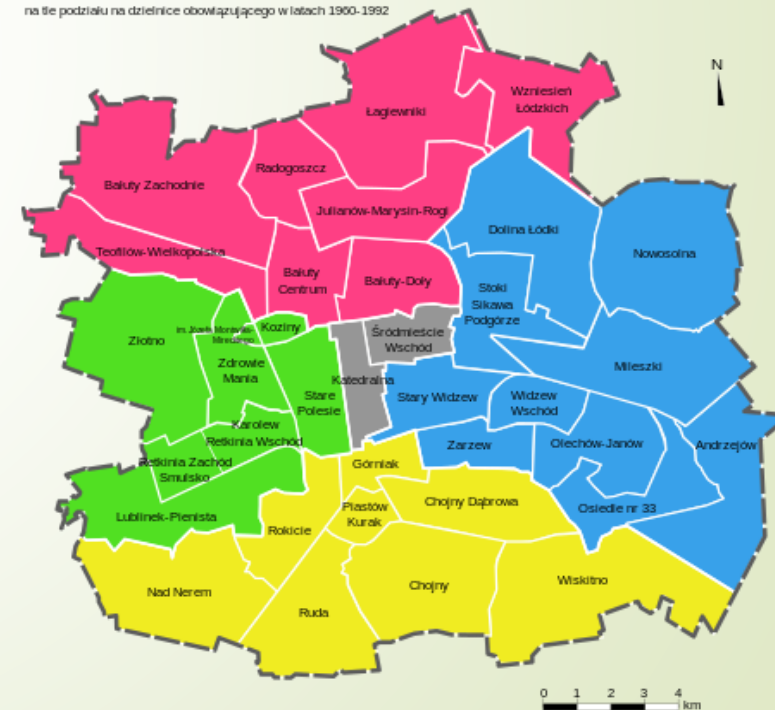 na tle podziału na dzielnice obowiązującego w latach 1960-1992
N
Wzniesień
Łódzkich
Łagiewniki
Radogoszcz
Bałuty Zachodnie
Julianów-Marysin-Rogi
Dolina Łódki
Nowosolna
Teofilów-Wielkopolska
Bałuty
Centrum
Bałuty-Doły
Stoki
Sikawa
Podgórze
Koziny
Śródmieście
Wschód
Złotno
Zdrowie
Mania
Mileszki
Katedralna
Stare
Polesie
Stary Widzew
Widzew
Wschód
Karolew
Retkinia Wschód
Zarzew
Olechów-Janów
Andrzejów
Retkinia Zachód
Smulsko
Górniak
Chojny Dąbrowa
Osiedle nr 33
Lublinek-Pienista
Piastów
Kurak
Rokicie
Nad Nerem
Chojny
Wiskitno
Ruda
0 1 2 3 4
km